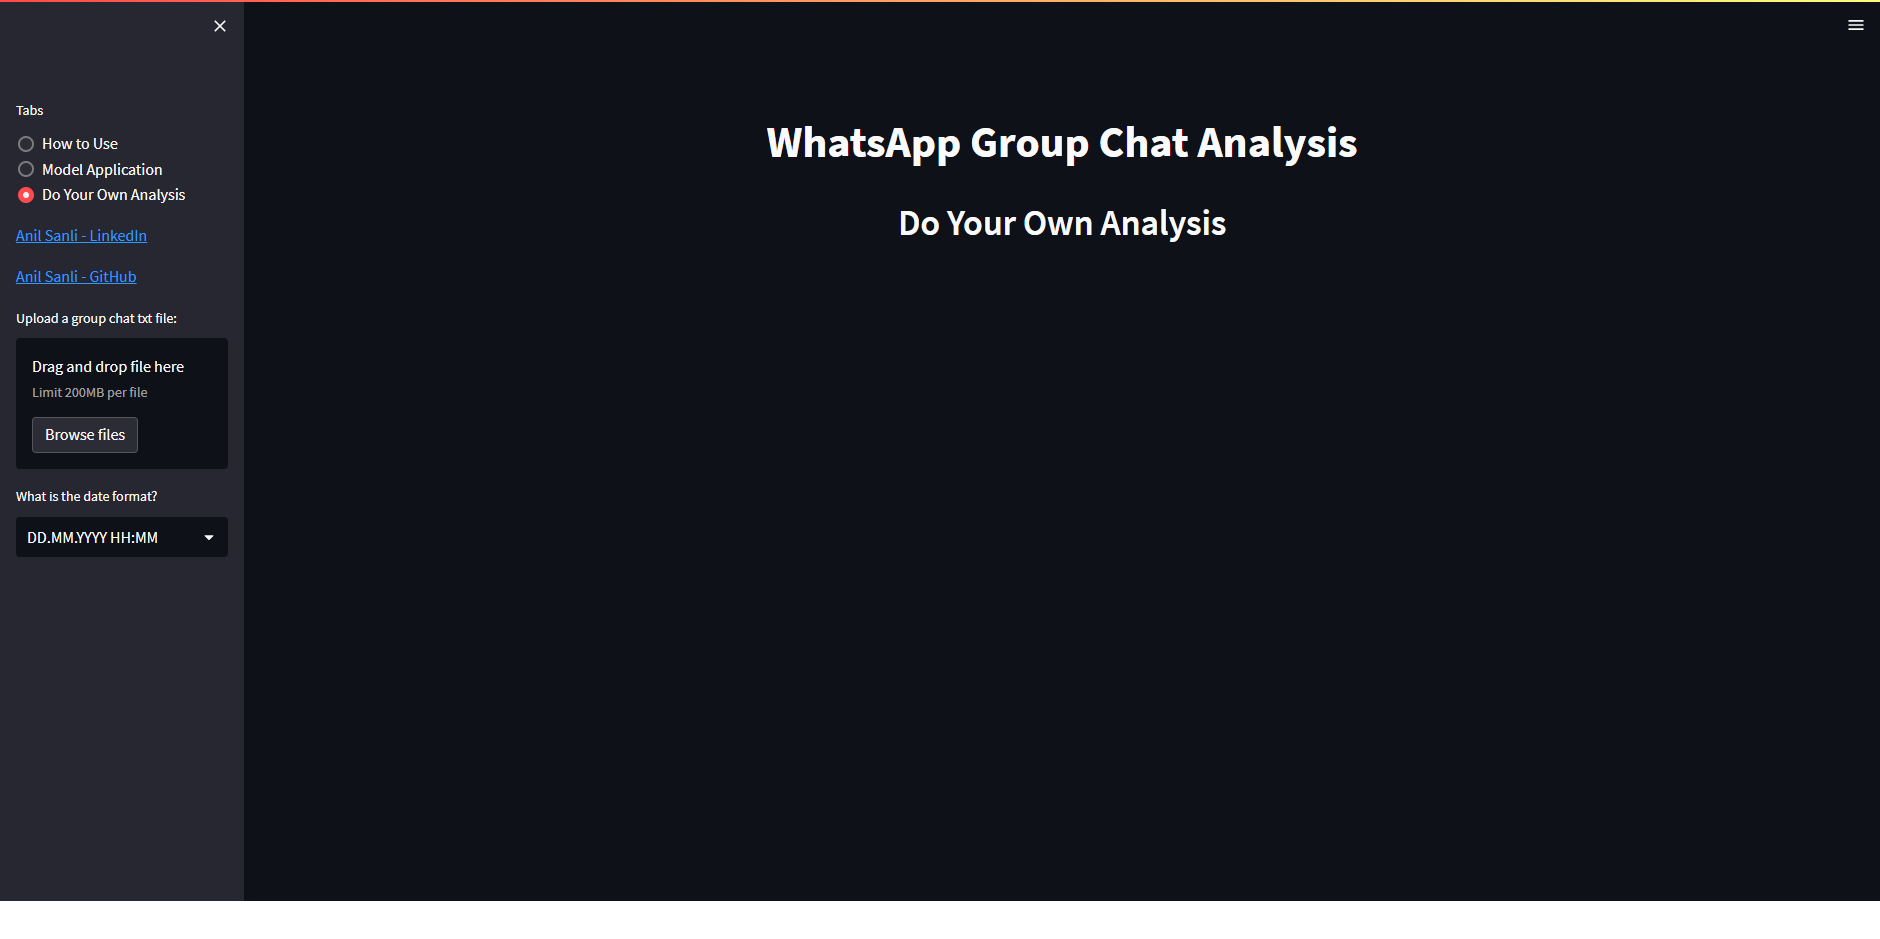 Tabs
How to Use
Model Application
Do Your Own Analysis
Anil Sanli - LinkedIn
Anil Sanli - GitHub
Upload a group chat txt file:
Drag and drop file here
Limit 200MB per file
Browse files
What is the date format?
DD.MM.YYYY HH:MM
WhatsApp Group Chat Analysis
Do Your Own Analysis